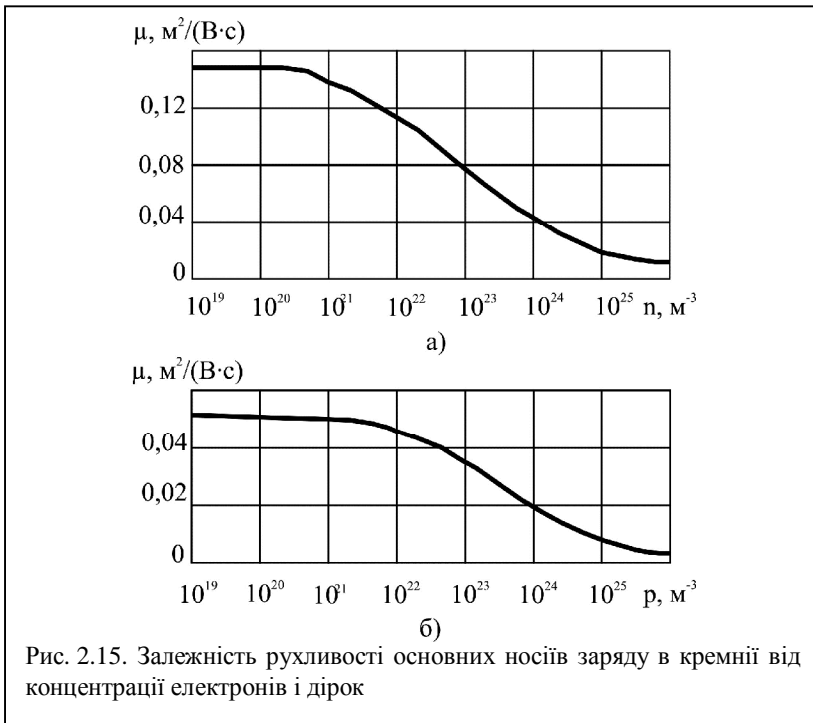 μ, м²/(В·с)
0,12
0,08
0,04
0
10¹⁹ 10²⁰ 10²¹ 10²² 10²³ 10²⁴ 10²⁵ n, м⁻³
а)
μ, м²/(В·с)
0,04
0,02
0
10¹⁹ 10²⁰ 10²¹ 10²² 10²³ 10²⁴ 10²⁵ p, м⁻³
б)
Рис. 2.15. Залежність рухливості основних носіїв заряду в кремнії від
концентрації електронів і дірок